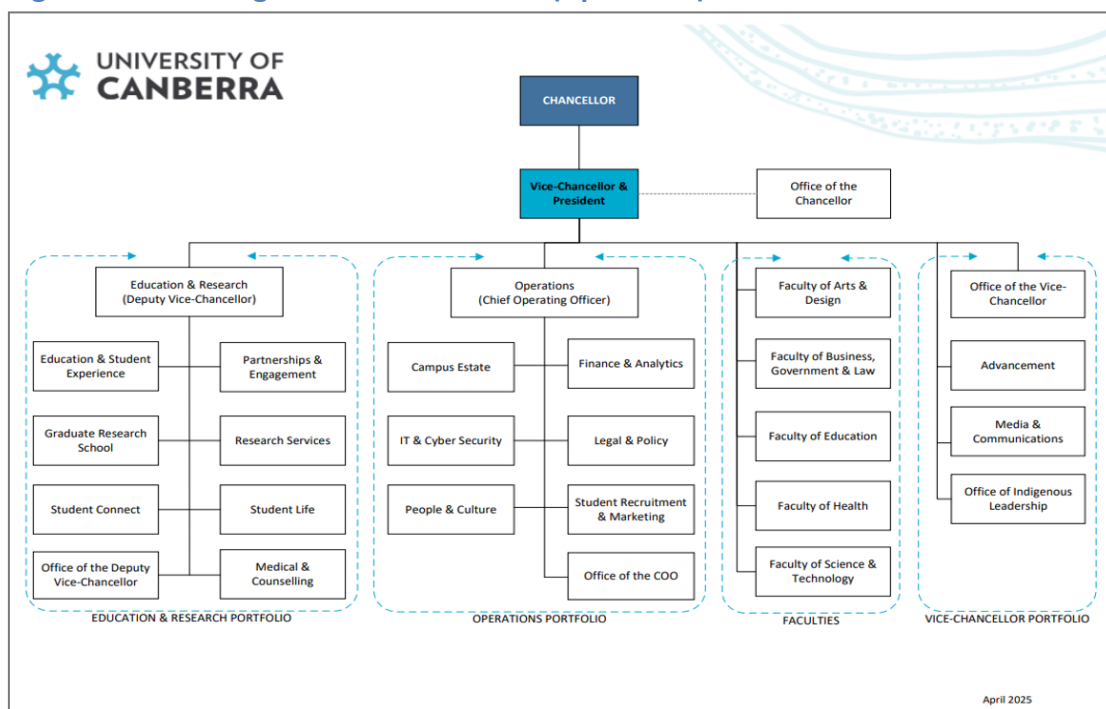 UNIVERSITY OF
CANBERRA
CHANCELLOR
Vice-Chancellor &
President
Office of the
Chancellor
Education & Research
(Deputy Vice-Chancellor)
Education & Student
Experience
Partnerships &
Engagement
Graduate Research
School
Research Services
Student Connect
Student Life
Office of the Deputy
Vice-Chancellor
Medical &
Counselling
EDUCATION & RESEARCH PORTFOLIO
Operations
(Chief Operating Officer)
Campus Estate
Finance & Analytics
IT & Cyber Security
Legal & Policy
People & Culture
Student Recruitment
& Marketing
Office of the COO
OPERATIONS PORTFOLIO
Faculty of Arts &
Design
Faculty of Business,
Government & Law
Faculty of Education
Faculty of Health
Faculty of Science &
Technology
FACULTIES
Office of the Vice-
Chancellor
Advancement
Media &
Communications
Office of Indigenous
Leadership
VICE-CHANCELLOR PORTFOLIO
April 2025